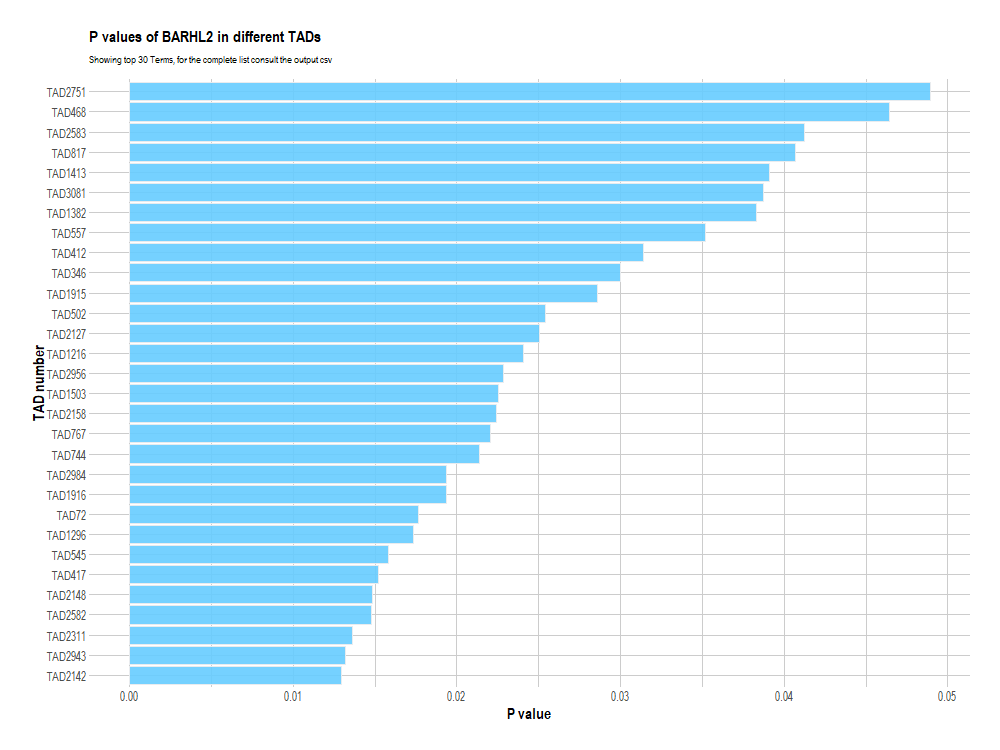 P values of BARHL2 in different TADs
Showing top 30 Terms, for the complete list consult the output csv
TAD2751
TAD468
TAD2583
TAD817
TAD1413
TAD3081
TAD1382
TAD557
TAD412
TAD346
TAD1915
TAD502
TAD2127
TAD1216
TAD2956
TAD1503
TAD2158
TAD767
TAD744
TAD2984
TAD1916
TAD72
TAD1296
TAD545
TAD417
TAD2148
TAD2582
TAD2311
TAD2943
TAD2142
TAD number
0.00 0.01 0.02 0.03 0.04 0.05
P value